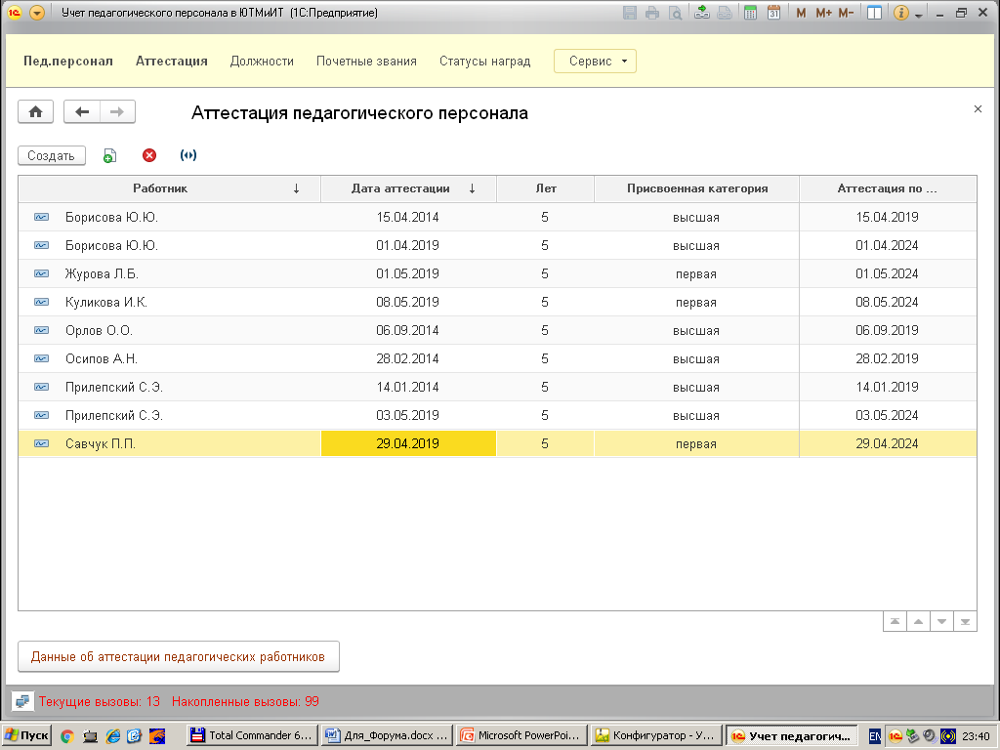 Учет педагогического персонала в ЮТМиИТ (1С:Предприятие)
M M+ M-
Пед.персонал Аттестация Должности Почетные звания Статусы наград Сервис
Аттестация педагогического персонала
Создать
Работник Дата аттестации Лет Присвоенная категория Аттестация по ...
Борисова Ю.Ю. 15.04.2014 5 высшая 15.04.2019
Борисова Ю.Ю. 01.04.2019 5 высшая 01.04.2024
Журова Л.Б. 01.05.2019 5 первая 01.05.2024
Куликова И.К. 08.05.2019 5 первая 08.05.2024
Орлов О.О. 06.09.2014 5 высшая 06.09.2019
Осипов А.Н. 28.02.2014 5 высшая 28.02.2019
Прилепский С.Э. 14.01.2014 5 высшая 14.01.2019
Прилепский С.Э. 03.05.2019 5 высшая 03.05.2024
Савчук П.П. 29.04.2019 5 первая 29.04.2024
Данные об аттестации педагогических работников
Текущие вызовы: 13 Накопленные вызовы: 99
Пуск Total Commander 6... Для_Форума.docx ... Microsoft PowerPoi... Конфигуратор - У... Учет педагогич... EN 23:40